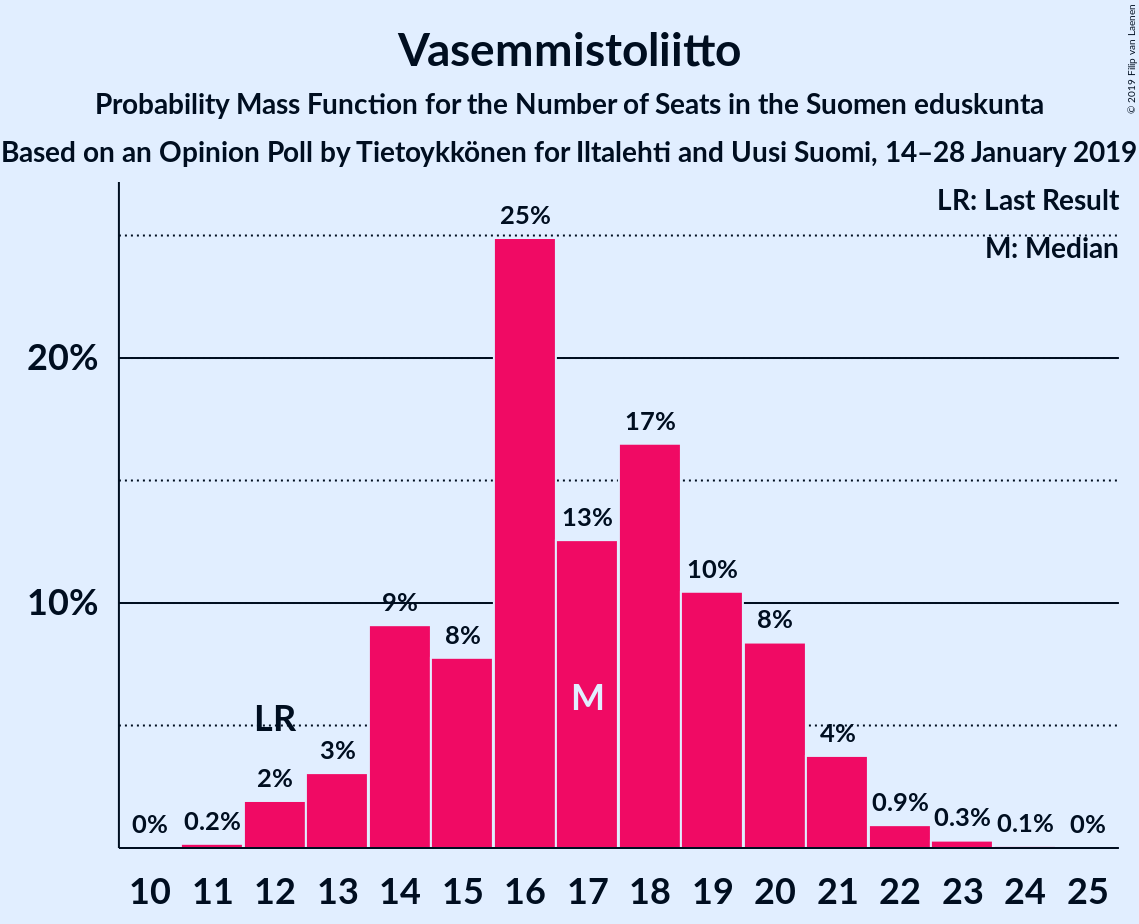 Vasemmistoliitto
Probability Mass Function for the Number of Seats in the Suomen eduskunta
Based on an Opinion Poll by Tietoykkönen for Iltalehti and Uusi Suomi, 14–28 January 2019
© 2019 Filip van Laenen
LR: Last Result
M: Median
25%
20%
17%
13%
10%
10%
9%
8%
8%
LR
M
4%
3%
2%
0.9%
0.3%
0.2%
0.1%
0%
0%
10 11 12 13 14 15 16 17 18 19 20 21 22 23 24 25